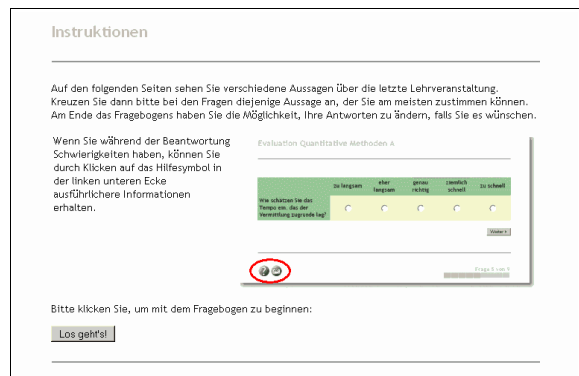 Instruktionen
Auf den folgenden Seiten sehen Sie verschiedene Aussagen über die letzte Lehrveranstaltung.
Kreuzen Sie dann bitte bei den Fragen diejenige Aussage an, der Sie am meisten zustimmen können.
Am Ende das Fragebogens haben Sie die Möglichkeit, Ihre Antworten zu ändern, falls Sie es wünschen.
Wenn Sie während der Beantwortung
Schwierigkeiten haben, können Sie
durch Klicken auf das Hilfesymbol in
der linken unteren Ecke
ausführlichere Informationen
erhalten.
Evaluation Quantitative Methoden A
zu langsam eher langsam genau richtig ziemlich schnell zu schnell
Wie schätzen Sie das
Tempo ein, das der
Vermittlung zugrunde lag?
Weiter
Frage 5 von 9
Bitte klicken Sie, um mit dem Fragebogen zu beginnen:
Los geht's!